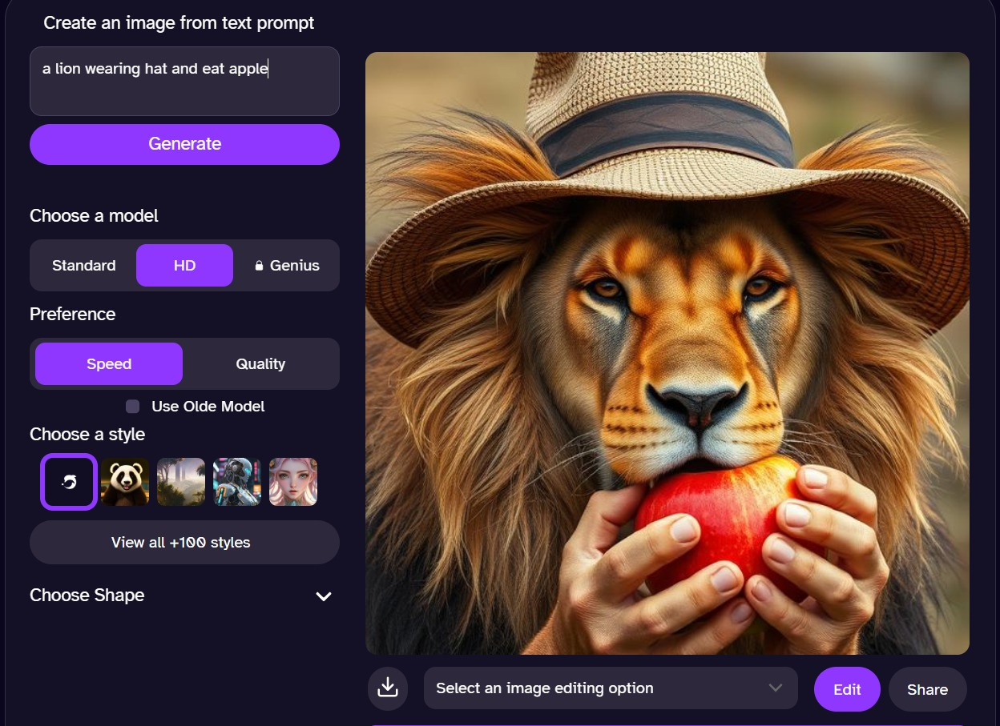 Create an image from text prompt
a lion wearing hat and eat apple
Generate
Choose a model
Standard
HD
Genius
Preference
Speed
Quality
Use Olde Model
Choose a style
View all +100 styles
Choose Shape
Select an image editing option
Edit
Share